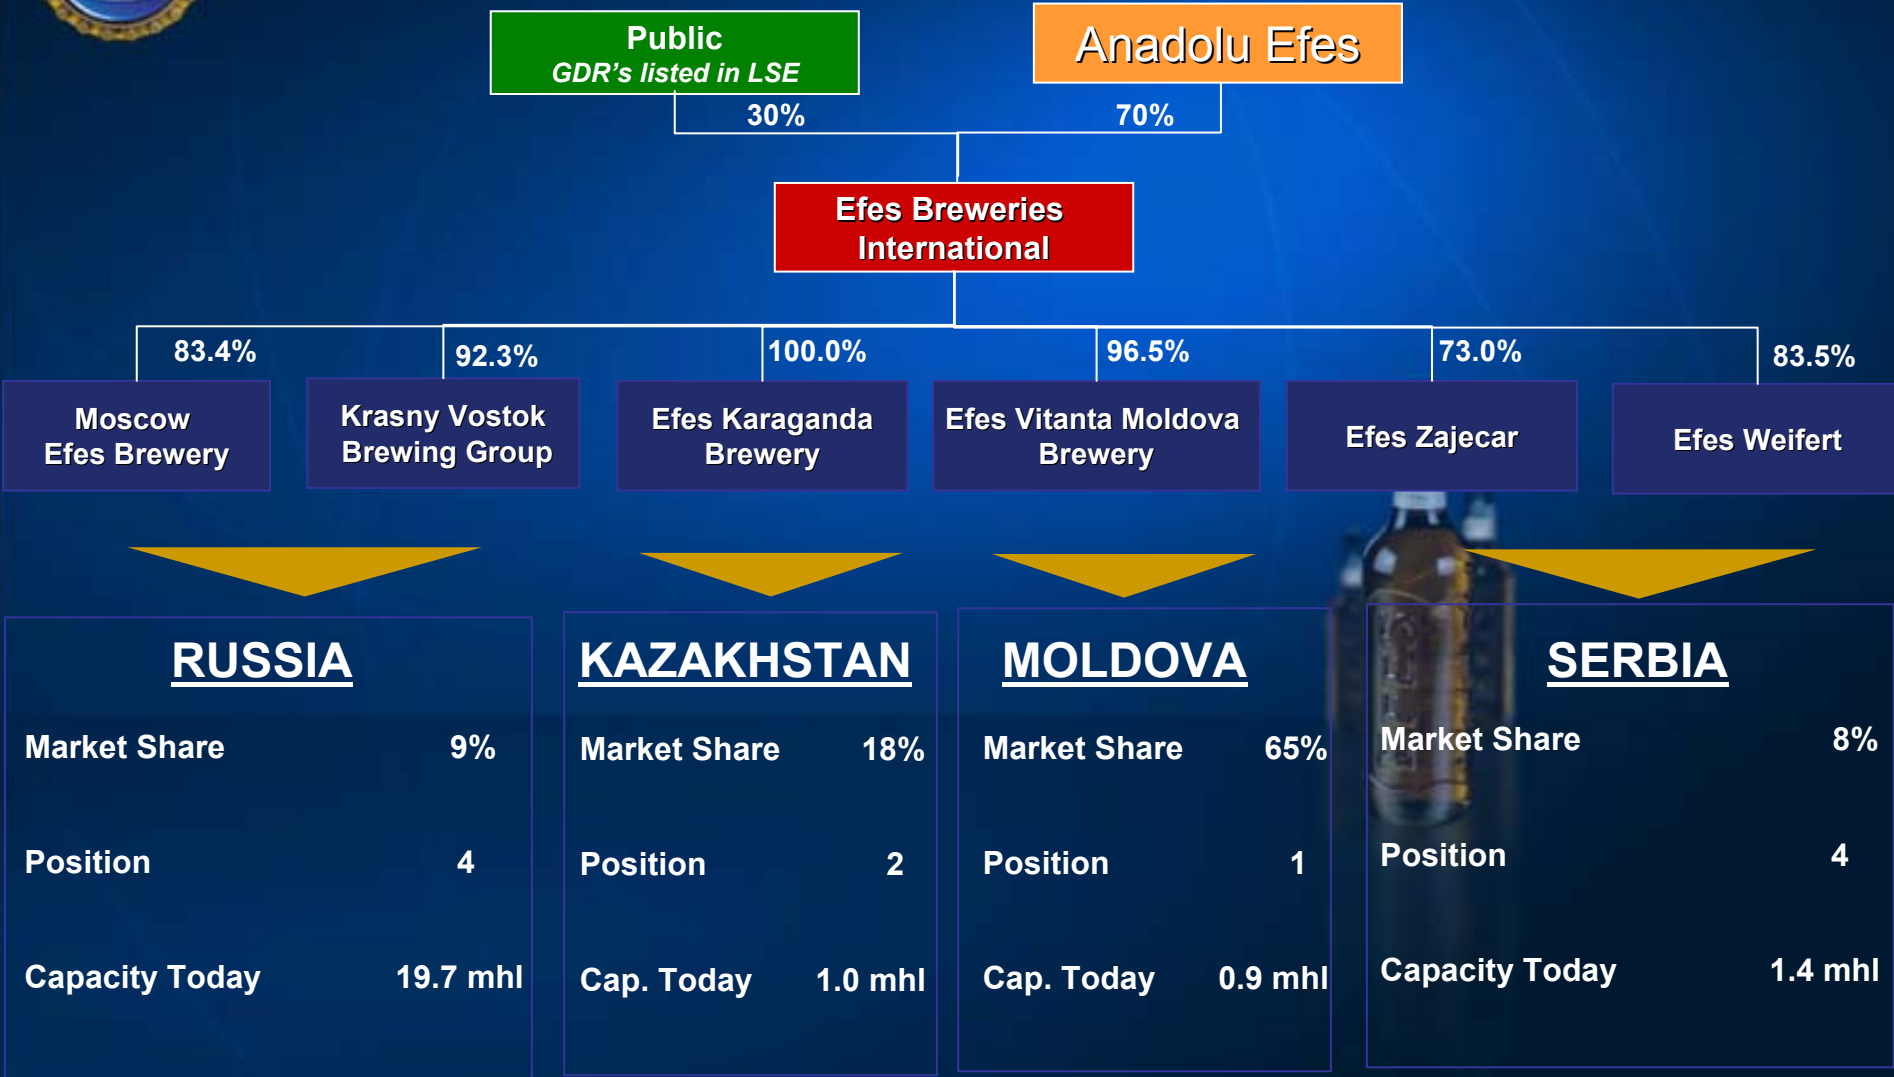 Public
GDR's listed in LSE
Anadolu Efes
30%
70%
Efes Breweries
International
83.4%
92.3%
100.0%
96.5%
73.0%
83.5%
Moscow
Efes Brewery
Krasny Vostok
Brewing Group
Efes Karaganda
Brewery
Efes Vitanta Moldova
Brewery
Efes Zajecar
Efes Weifert
RUSSIA
Market Share 9%
Position 4
Capacity Today 19.7 mhl
KAZAKHSTAN
Market Share 18%
Position 2
Cap. Today 1.0 mhl
MOLDOVA
Market Share 65%
Position 1
Cap. Today 0.9 mhl
SERBIA
Market Share 8%
Position 4
Capacity Today 1.4 mhl